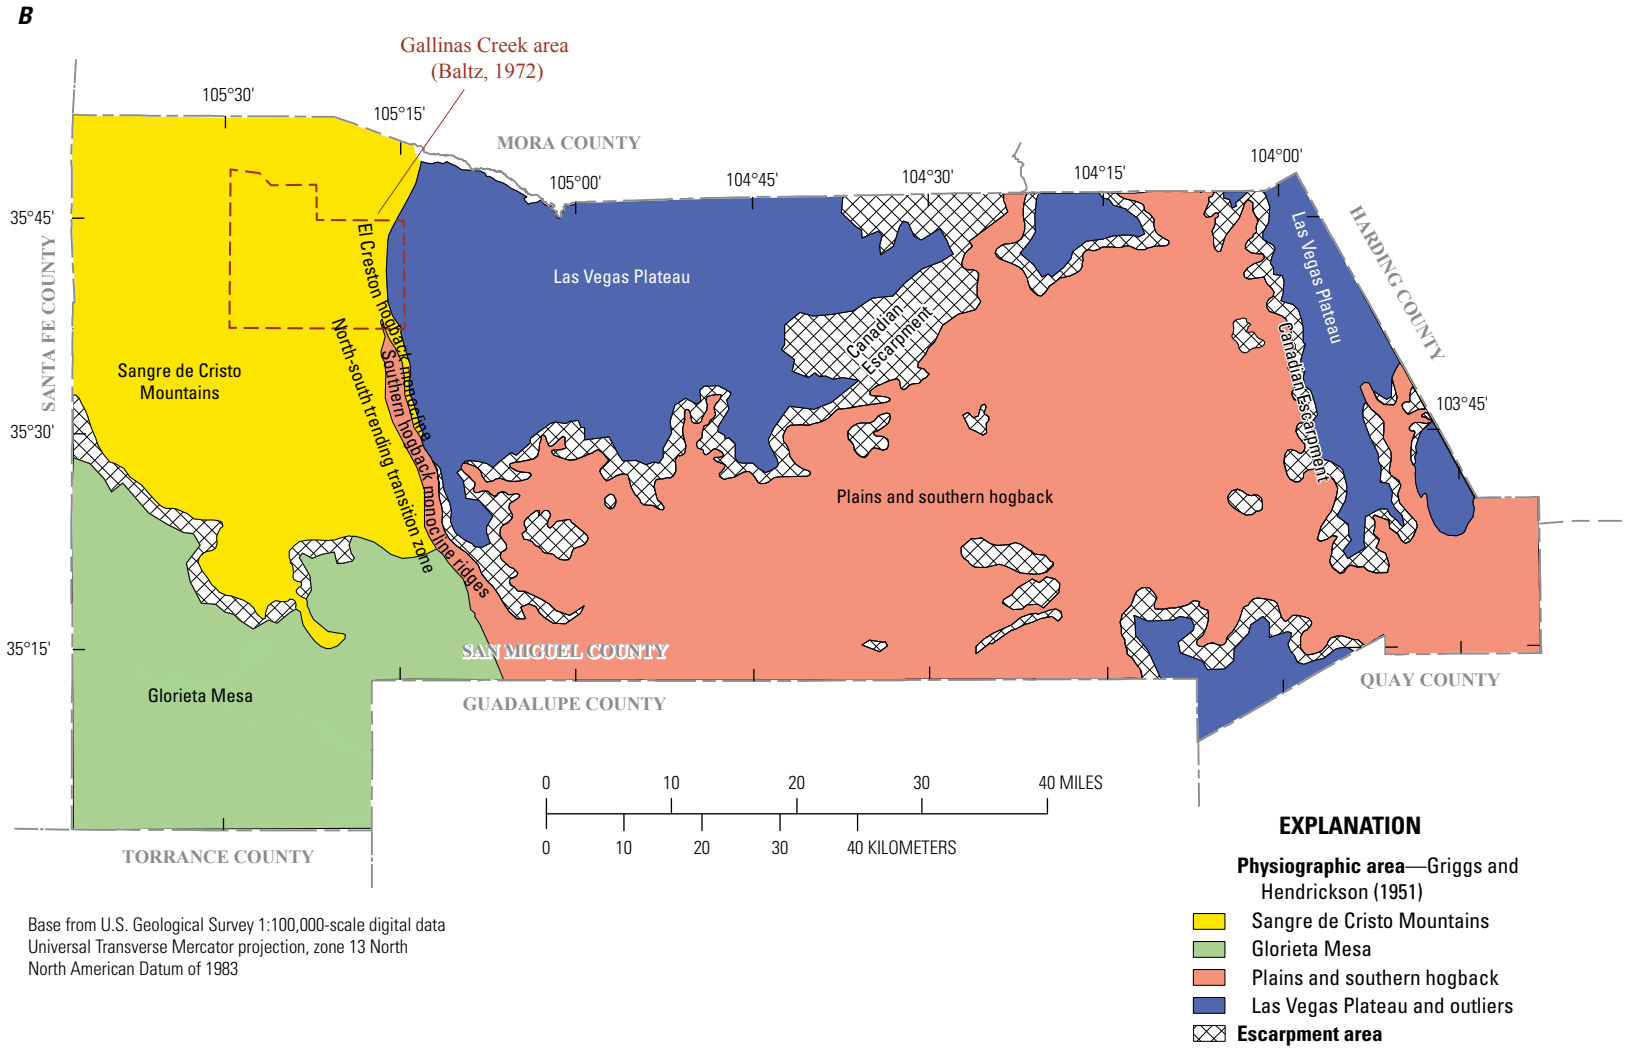 B
Gallinas Creek area
(Baltz, 1972)
105°30'
105°15'
MORA COUNTY
105°00'
104°45'
104°30'
104°15'
104°00'
35°45'
SANTA FE COUNTY
HARDING COUNTY
Las Vegas Plateau
Las Vegas Plateau
El Creston hogback monocline
Canadian
Escarpment
Canadian Escarpment
North-south trending transition zone
Southern hogback monocline ridges
Sangre de Cristo
Mountains
103°45'
35°30'
Plains and southern hogback
35°15'
SAN MIGUEL COUNTY
Glorieta Mesa
GUADALUPE COUNTY
QUAY COUNTY
0 10 20 30 40 MILES
0 10 20 30 40 KILOMETERS
TORRANCE COUNTY
Base from U.S. Geological Survey 1:100,000-scale digital data
Universal Transverse Mercator projection, zone 13 North
North American Datum of 1983
EXPLANATION
Physiographic area—Griggs and
Hendrickson (1951)
Sangre de Cristo Mountains
Glorieta Mesa
Plains and southern hogback
Las Vegas Plateau and outliers
Escarpment area